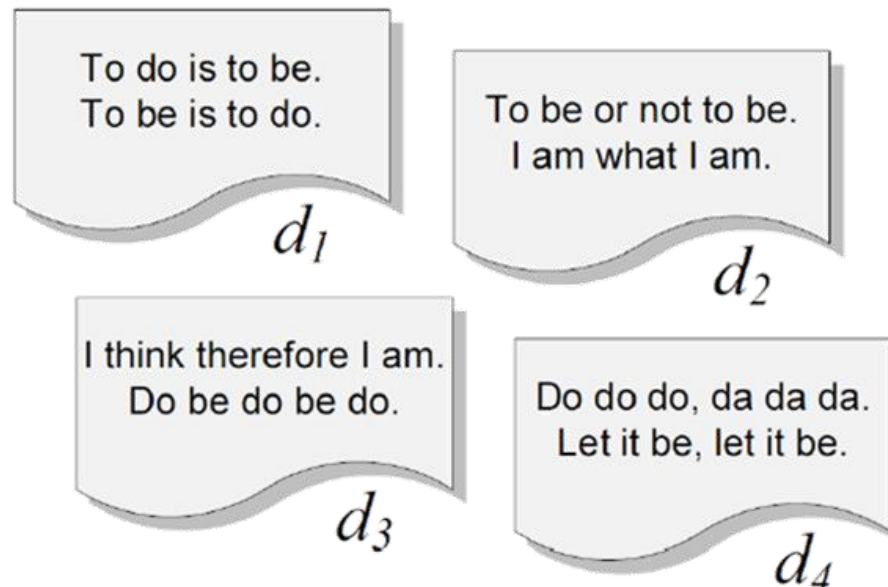 To do is to be.
To be is to do.
d1
To be or not to be.
I am what I am.
d2
I think therefore I am.
Do be do be do.
d3
Do do do, da da da.
Let it be, let it be.
d4